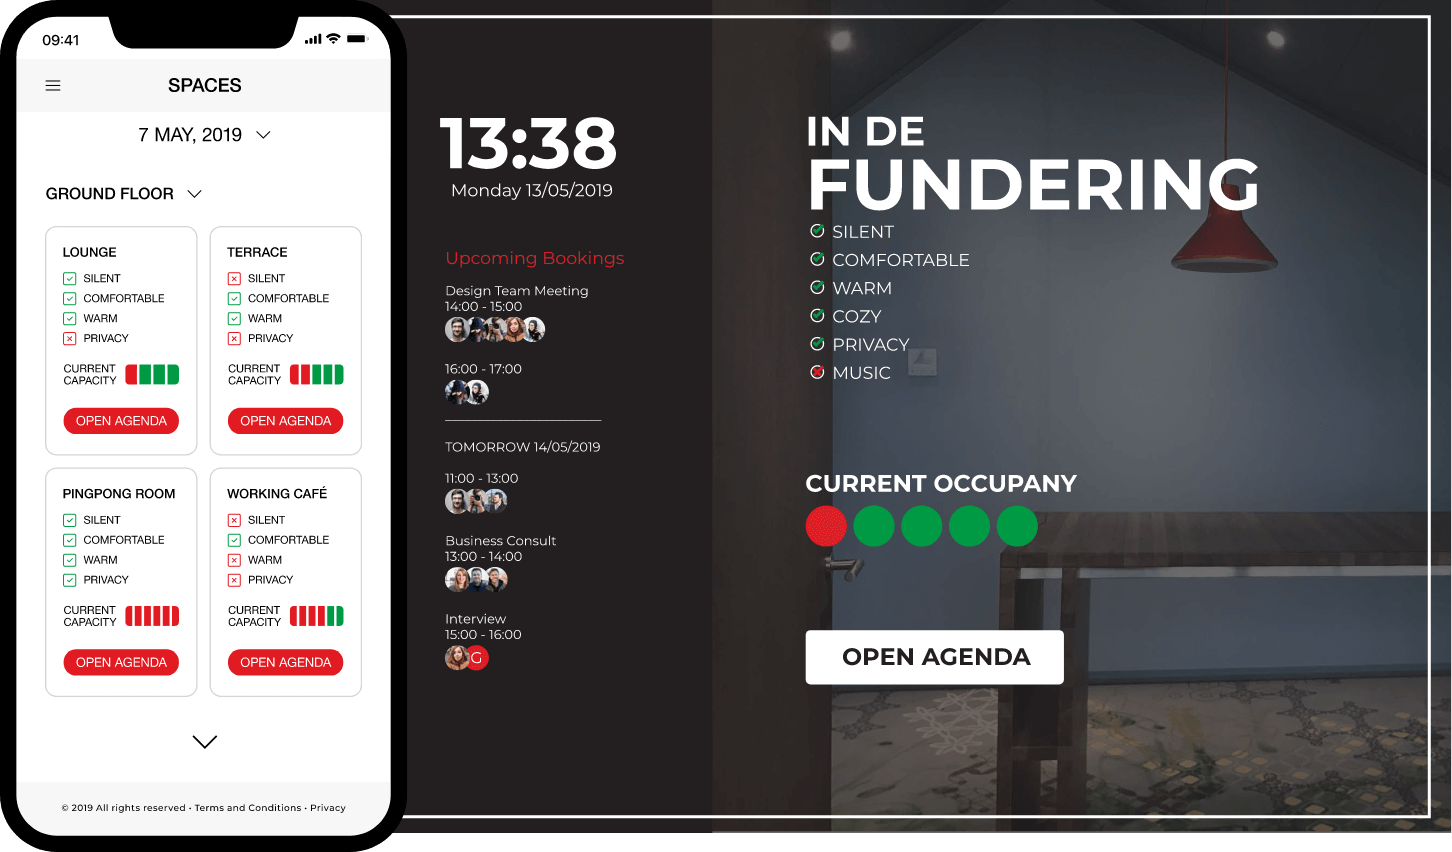 09:41
SPACES
7 MAY, 2019
GROUND FLOOR
LOUNGE
SILENT
COMFORTABLE
WARM
PRIVACY
CURRENT
CAPACITY
OPEN AGENDA
TERRACE
SILENT
COMFORTABLE
WARM
PRIVACY
CURRENT
CAPACITY
OPEN AGENDA
PINGPONG ROOM
SILENT
COMFORTABLE
WARM
PRIVACY
CURRENT
CAPACITY
OPEN AGENDA
WORKING CAFÉ
SILENT
COMFORTABLE
WARM
PRIVACY
CURRENT
CAPACITY
OPEN AGENDA
© 2019 All rights reserved • Terms and Conditions • Privacy
13:38
Monday 13/05/2019
Upcoming Bookings
Design Team Meeting
14:00 - 15:00
16:00 - 17:00
TOMORROW 14/05/2019
11:00 - 13:00
Business Consult
13:00 - 14:00
Interview
15:00 - 16:00
G
IN DE
FUNDERING
SILENT
COMFORTABLE
WARM
COZY
PRIVACY
MUSIC
CURRENT OCCUPANY
OPEN AGENDA